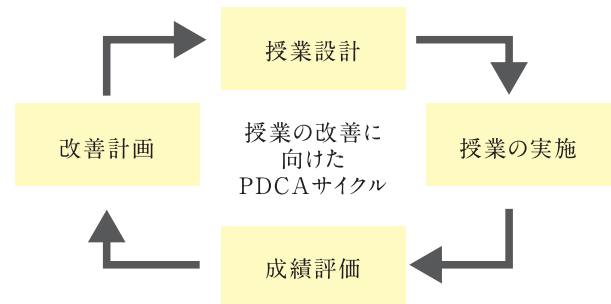 授業設計
授業の実施
成績評価
改善計画
授業の改善に
向けた
PDCAサイクル